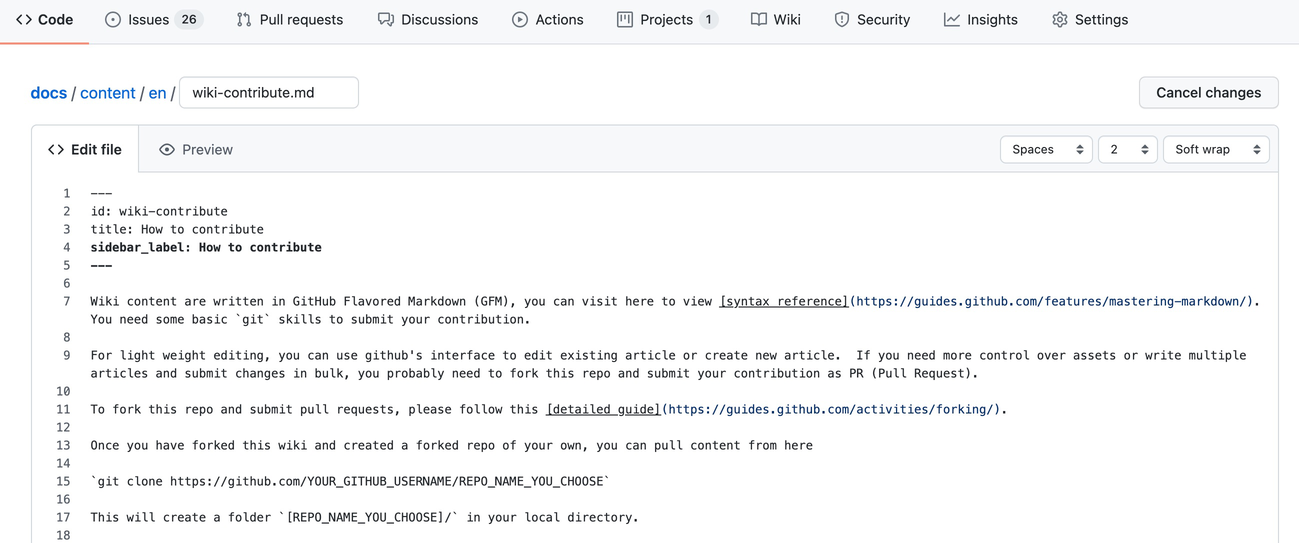 Code Issues 26 Pull requests Discussions Actions Projects 1 Wiki Security Insights Settings
docs / content / en / wiki-contribute.md Cancel changes
Edit file Preview Spaces 2 Soft wrap
1 ---
2 id: wiki-contribute
3 title: How to contribute
4 sidebar_label: How to contribute
5 ---
6
7 Wiki content are written in GitHub Flavored Markdown (GFM), you can visit here to view [syntax reference](https://guides.github.com/features/mastering-markdown/).
You need some basic `git` skills to submit your contribution.
8
9 For light weight editing, you can use github's interface to edit existing article or create new article.  If you need more control over assets or write multiple
articles and submit changes in bulk, you probably need to fork this repo and submit your contribution as PR (Pull Request).
10
11 To fork this repo and submit pull requests, please follow this [detailed guide](https://guides.github.com/activities/forking/).
12
13 Once you have forked this wiki and created a forked repo of your own, you can pull content from here
14
15 `git clone https://github.com/YOUR_GITHUB_USERNAME/REPO_NAME_YOU_CHOOSE`
16
17 This will create a folder `[REPO_NAME_YOU_CHOOSE]/` in your local directory.
18